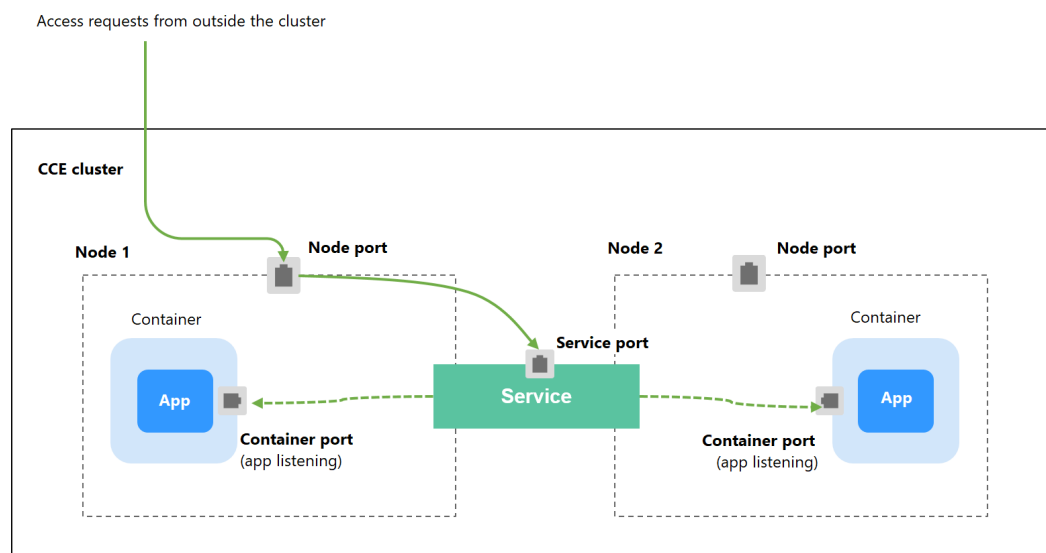 Access requests from outside the cluster
CCE cluster
Node 1
Node port
Node 2
Node port
Container
Container
Service port
App
Service
App
Container port
(app listening)
Container port
(app listening)